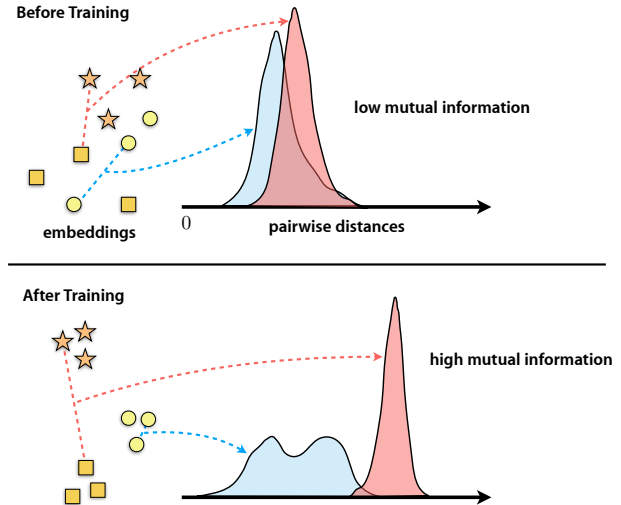 Before Training
low mutual information
embeddings
0
pairwise distances
After Training
high mutual information